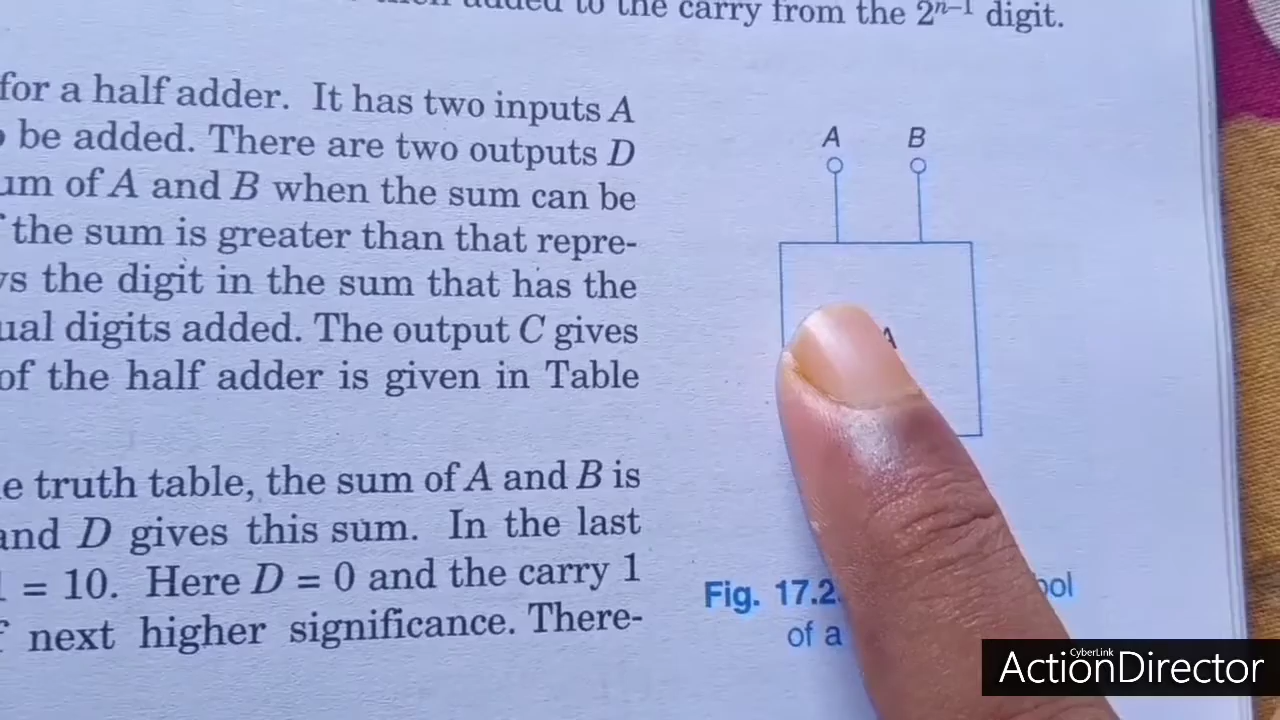 added to the carry from the 2ⁿ⁻¹ digit.
for a half adder. It has two inputs A
be added. There are two outputs D
of A and B when the sum can be
the sum is greater than that repre-
the digit in the sum that has the
digits added. The output C gives
of the half adder is given in Table
truth table, the sum of A and B is
and D gives this sum. In the last
= 10. Here D = 0 and the carry 1
next higher significance. There-
A B
A
Fig. 17.2
of a
CyberLink
ActionDirector